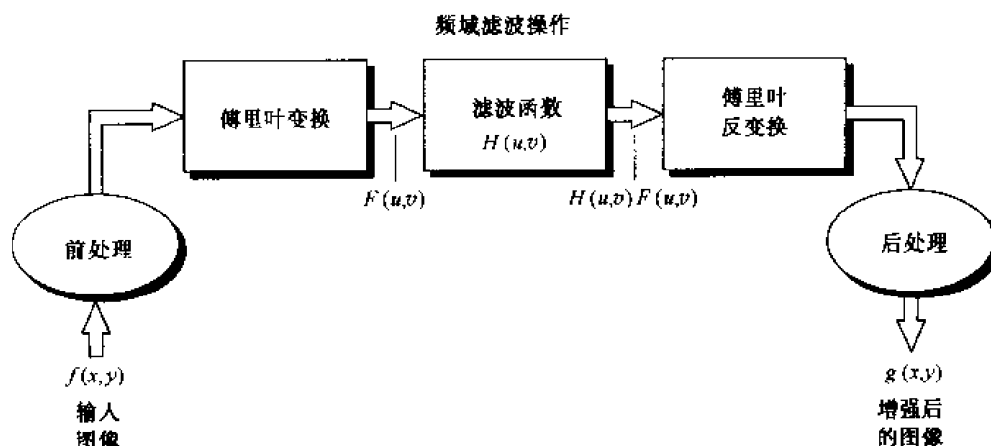 频域滤波操作
傅里叶变换
滤波函数
H(u,v)
傅里叶
反变换
F(u,v)
H(u,v)F(u,v)
前处理
后处理
f(x,y)
输入
图像
g(x,y)
增强后
的图像